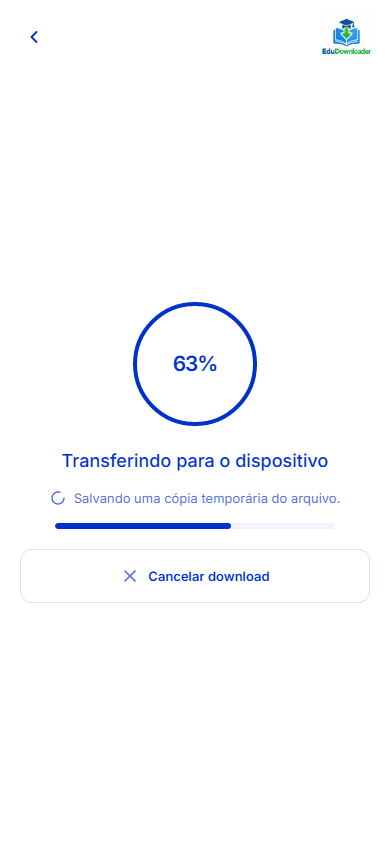 EduDownloader
63%
Transferindo para o dispositivo
Salvando uma cópia temporária do arquivo.
Cancelar download